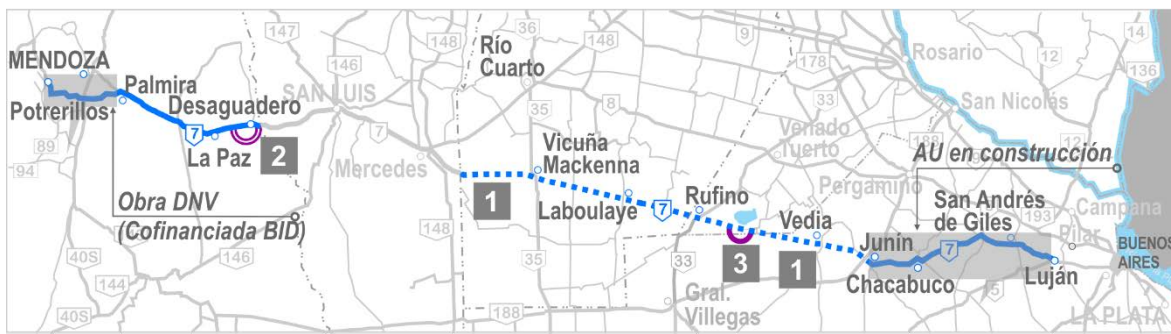 147
148
36
148
9
14
MENDOZA
Palmira
Río
Cuarto
146
Rosario
12
136
178
Desaguadero
SAN LUIS
35
8
33
San Nicolás
Potrerillos
7
Venado
Tuerto
188
12
AU en construcción
89
7
La Paz
2
Mercedes
Vicuña
Mackenna
Pergamino
94
Obra DNV
(Cofinanciada BID)
1
Laboulaye
7
Rufino
Vedia
San Andrés
de Giles
193
Campana
Pilar
BUENOS
AIRES
40S
146
148
35
33
3
1
Junín
7
Chacabuco
Luján
5
144
35
Gral.
Villegas
40S
188
LA PLATA